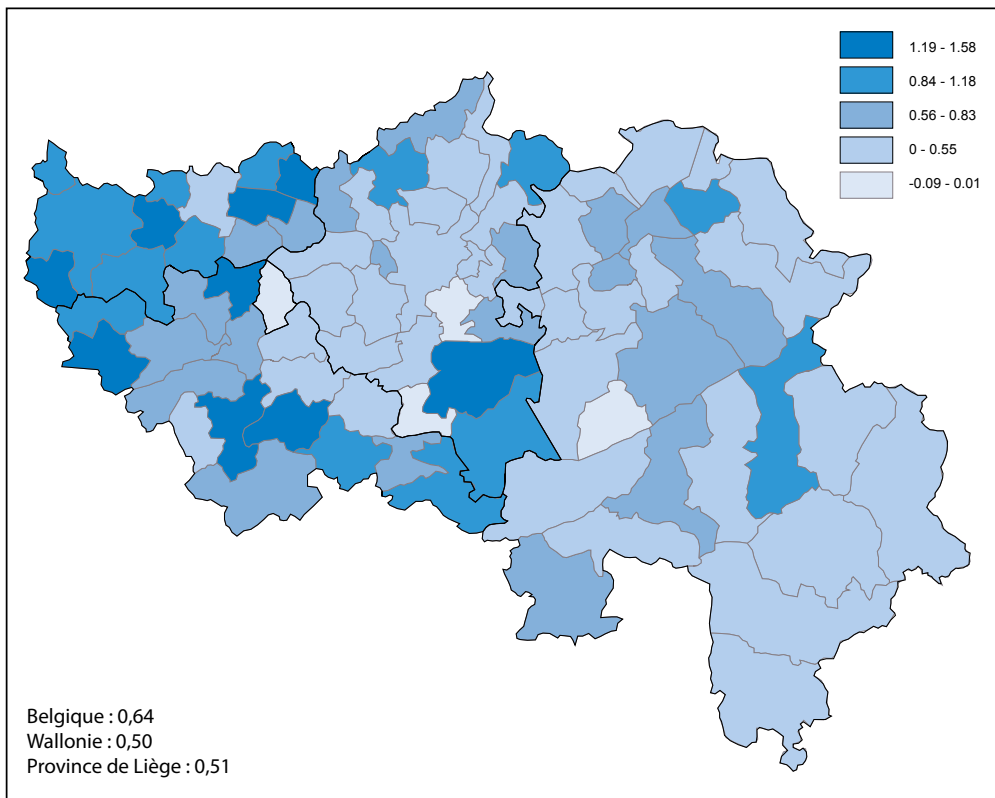 1.19 - 1.58
0.84 - 1.18
0.56 - 0.83
0 - 0.55
-0.09 - 0.01
Belgique : 0,64
Wallonie : 0,50
Province de Liège : 0,51